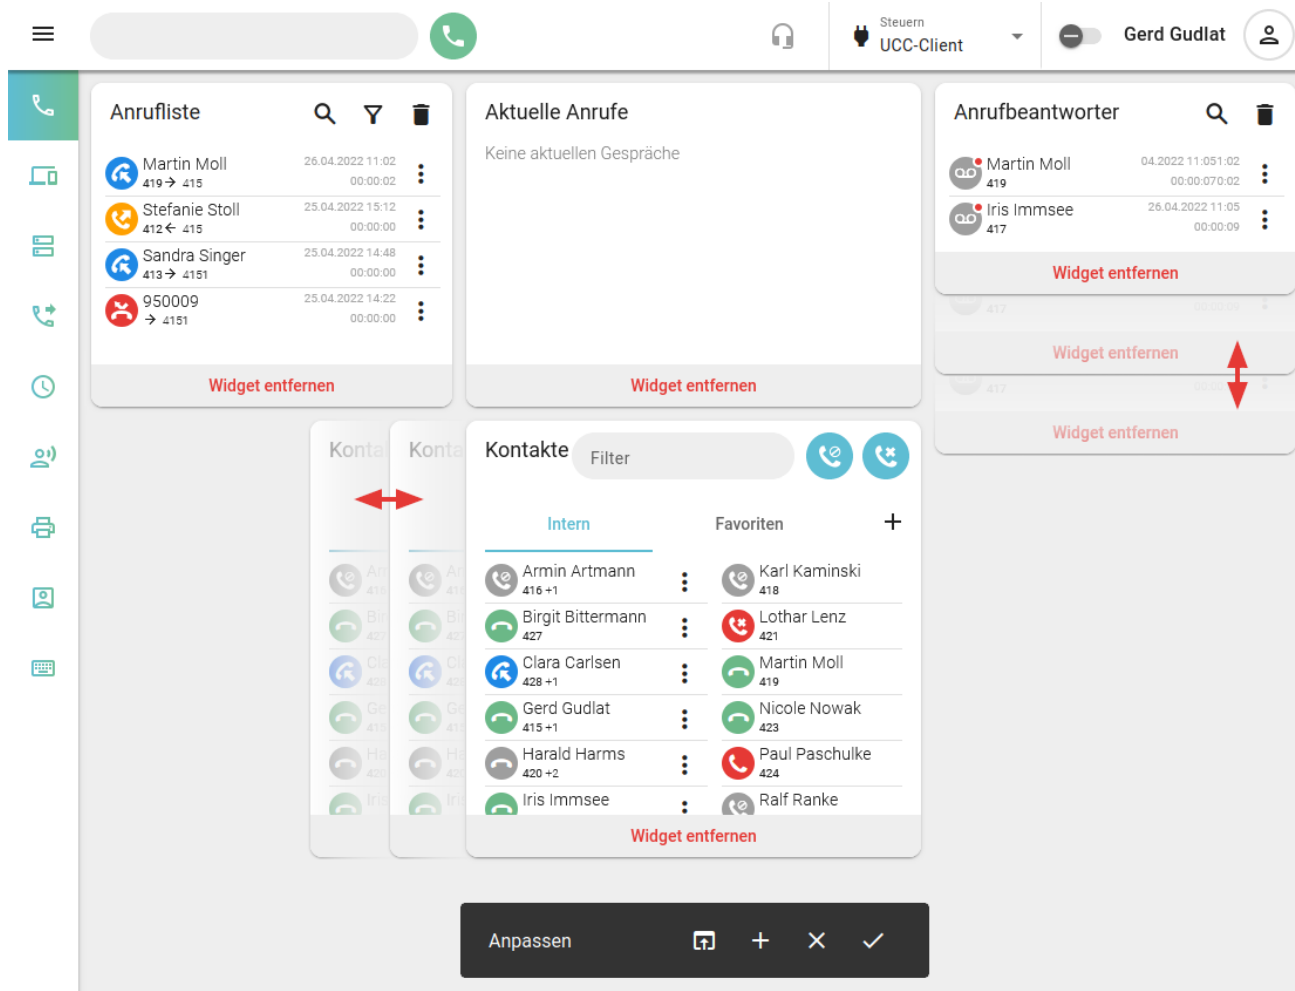 Steuern
UCC-Client
Gerd Gudlat
Anrufliste
Martin Moll 26.04.2022 11:02
419 → 415 00:00:02
Stefanie Stoll 25.04.2022 15:12
412 ← 415 00:00:00
Sandra Singer 25.04.2022 14:48
413 → 4151 00:00:00
950009 25.04.2022 14:22
→ 4151 00:00:00
Widget entfernen
Aktuelle Anrufe
Keine aktuellen Gespräche
Widget entfernen
Anrufbeantworter
Martin Moll 04.2022 11:051:02
419 00:00:070:02
Iris Immsee 26.04.2022 11:05
417 00:00:09
Widget entfernen
417 00:00:09
Widget entfernen
417
Widget entfernen
Konta
Konta
Kontakte Filter
Intern Favoriten
Armin Artmann
416 +1
Karl Kaminski
418
Birgit Bittermann
427
Lothar Lenz
421
Clara Carlsen
428 +1
Martin Moll
419
Gerd Gudlat
415 +1
Nicole Nowak
423
Harald Harms
420 +2
Paul Paschulke
424
Iris Immsee
Ralf Ranke
Widget entfernen
Anpassen